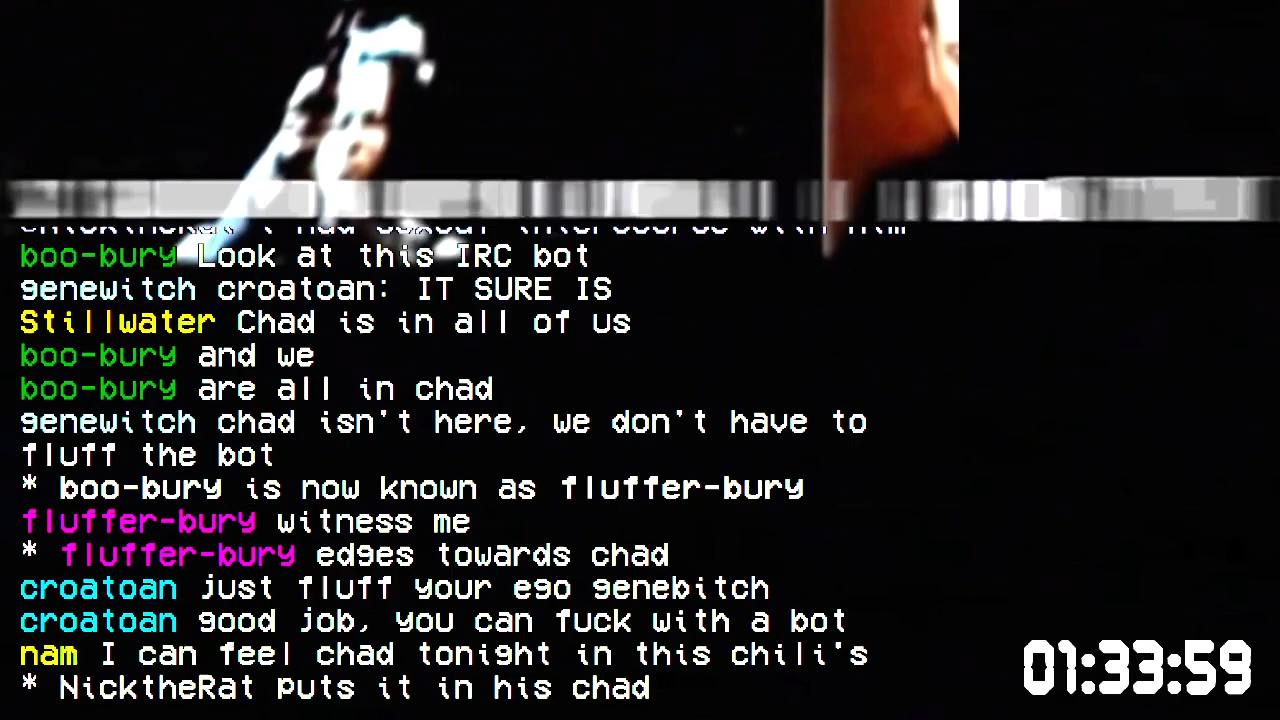 boo-bury Look at this IRC bot
genewitch croatoan: IT SURE IS
Stillwater Chad is in all of us
boo-bury and we
boo-bury are all in chad
genewitch chad isn't here, we don't have to
fluff the bot
* boo-bury is now known as fluffer-bury
fluffer-bury witness me
* fluffer-bury edges towards chad
croatoan just fluff your ego genebitch
croatoan good job, you can fuck with a bot
nam I can feel chad tonight in this chili's
* NicktheRat puts it in his chad
01:33:59